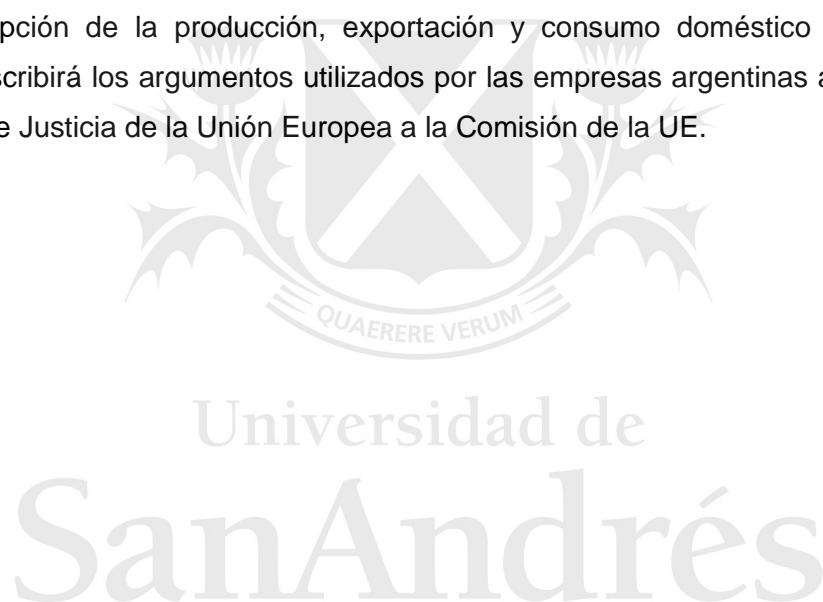 pción de la producción, exportación y consumo doméstico
scribirá los argumentos utilizados por las empresas argentinas a
e Justicia de la Unión Europea a la Comisión de la UE.
QUAERERE VERUM
Universidad de
SanAndrés